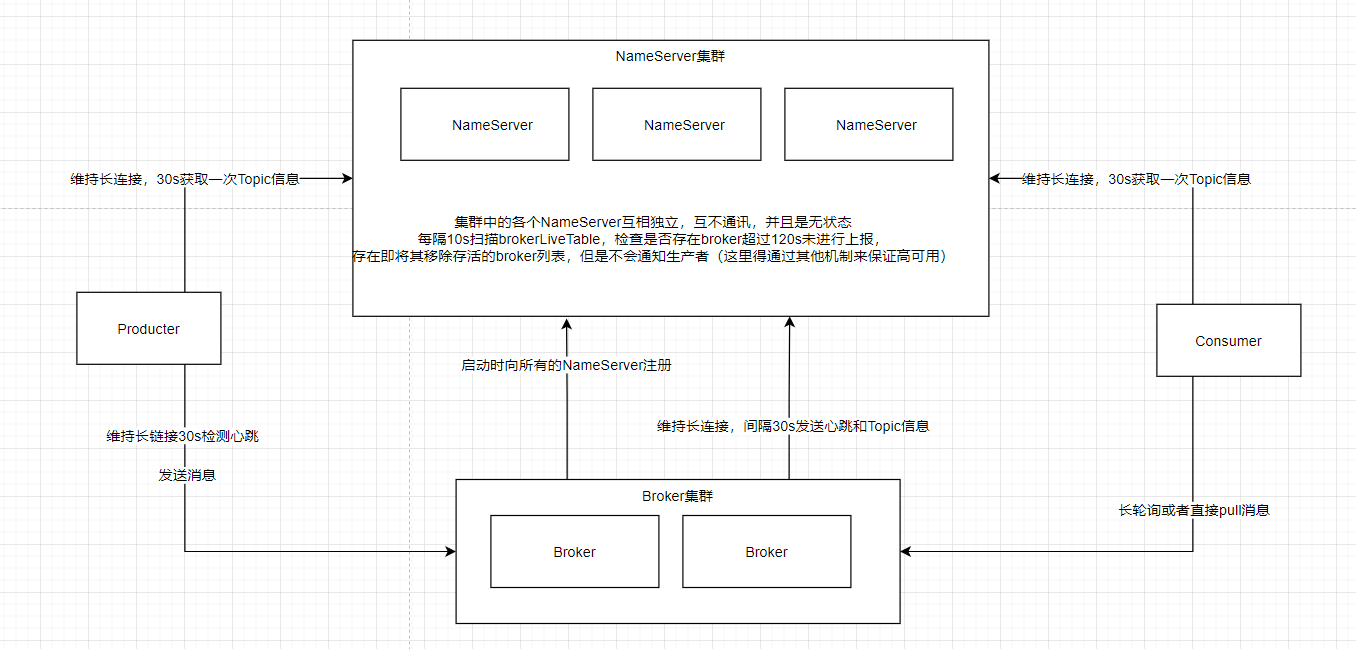 NameServer集群
NameServer
NameServer
NameServer
维持长连接，30s获取一次Topic信息
维持长连接，30s获取一次Topic信息
集群中的各个NameServer互相独立，互不通讯，并且是无状态
每隔10s扫描brokerLiveTable，检查是否存在broker超过120s未进行上报，
存在即将其移除存活的broker列表，但是不会通知生产者（这里得通过其他机制来保证高可用）
Producter
Consumer
启动时向所有的NameServer注册
维持长连接，间隔30s发送心跳和Topic信息
维持长链接30s检测心跳
发送消息
长轮询或者直接pull消息
Broker集群
Broker
Broker